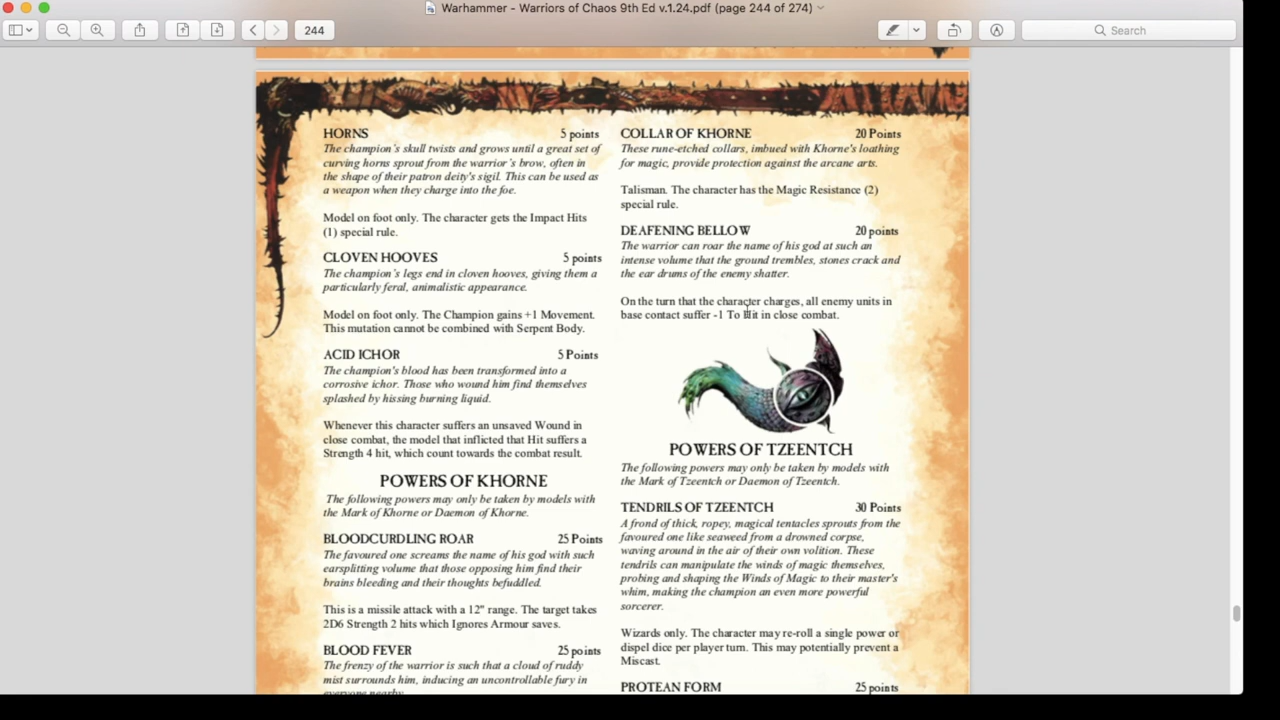 Warhammer - Warriors of Chaos 9th Ed v.1.24.pdf (page 244 of 274)
244
Search
HORNS 5 points
The champion's skull twists and grows until a great set of
curving horns sprout from the warrior's brow, often in
the shape of their patron deity's sigil. This can be used as
a weapon when they charge into the foe.
Model on foot only. The character gets the Impact Hits
(1) special rule.
CLOVEN HOOVES 5 points
The champion's legs end in cloven hooves, giving them a
particularly feral, animalistic appearance.
Model on foot only. The Champion gains +1 Movement.
This mutation cannot be combined with Serpent Body.
ACID ICHOR 5 Points
The champion's blood has been transformed into a
corrosive ichor. Those who wound him find themselves
splashed by hissing burning liquid.
Whenever this character suffers an unsaved Wound in
close combat, the model that inflicted that Hit suffers a
Strength 4 hit, which count towards the combat result.
POWERS OF KHORNE
The following powers may only be taken by models with
the Mark of Khorne or Daemon of Khorne.
BLOODCURDLING ROAR 25 Points
The favoured one screams the name of his god with such
earsplitting volume that those opposing him find their
brains bleeding and their thoughts befuddled.
This is a missile attack with a 12" range. The target takes
2D6 Strength 2 hits which Ignores Armour saves.
BLOOD FEVER 25 points
The frenzy of the warrior is such that a cloud of ruddy
mist surrounds him, inducing an uncontrollable fury in
everyone nearby.
COLLAR OF KHORNE 20 Points
These rune-etched collars, imbued with Khorne's loathing
for magic, provide protection against the arcane arts.
Talisman. The character has the Magic Resistance (2)
special rule.
DEAFENING BELLOW 20 points
The warrior can roar the name of his god at such an
intense volume that the ground trembles, stones crack and
the ear drums of the enemy shatter.
On the turn that the character charges, all enemy units in
base contact suffer -1 To Hit in close combat.
POWERS OF TZEENTCH
The following powers may only be taken by models with
the Mark of Tzeentch or Daemon of Tzeentch.
TENDRILS OF TZEENTCH 30 Points
A frond of thick, ropey, magical tentacles sprouts from the
favoured one like seaweed from a drowned corpse,
waving around in the air of their own volition. These
tendrils can manipulate the winds of magic themselves,
probing and shaping the Winds of Magic to their master's
whim, making the champion an even more powerful
sorcerer.
Wizards only. The character may re-roll a single power or
dispel dice per player turn. This may potentially prevent a
Miscast.
PROTEAN FORM 25 points